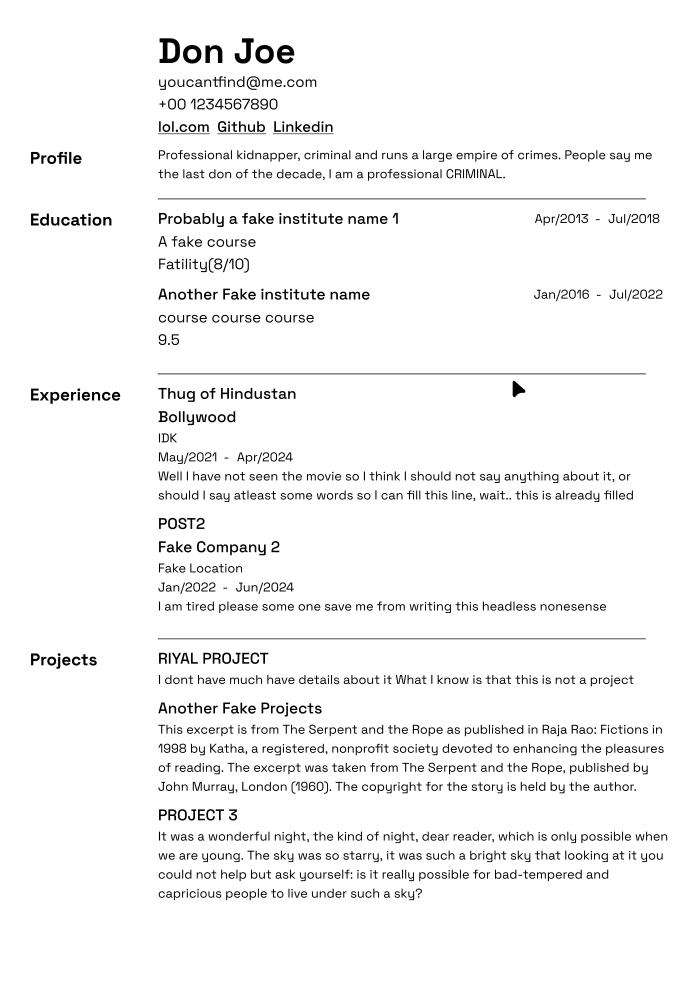 Don Joe
youcantfind@me.com
+00 1234567890
lol.com Github Linkedin
Profile
Professional kidnapper, criminal and runs a large empire of crimes. People say me
the last don of the decade, I am a professional CRIMINAL.
Education
Probably a fake institute name 1 Apr/2013 - Jul/2018
A fake course
Fatility(8/10)
Another Fake institute name Jan/2016 - Jul/2022
course course course
9.5
Experience
Thug of Hindustan
Bollywood
IDK
May/2021 - Apr/2024
Well I have not seen the movie so I think I should not say anything about it, or
should I say atleast some words so I can fill this line, wait.. this is already filled
POST2
Fake Company 2
Fake Location
Jan/2022 - Jun/2024
I am tired please some one save me from writing this headless nonesense
Projects
RIYAL PROJECT
I dont have much have details about it What I know is that this is not a project
Another Fake Projects
This excerpt is from The Serpent and the Rope as published in Raja Rao: Fictions in
1998 by Katha, a registered, nonprofit society devoted to enhancing the pleasures
of reading. The excerpt was taken from The Serpent and the Rope, published by
John Murray, London (1960). The copyright for the story is held by the author.
PROJECT 3
It was a wonderful night, the kind of night, dear reader, which is only possible when
we are young. The sky was so starry, it was such a bright sky that looking at it you
could not help but ask yourself: is it really possible for bad-tempered and
capricious people to live under such a sky?